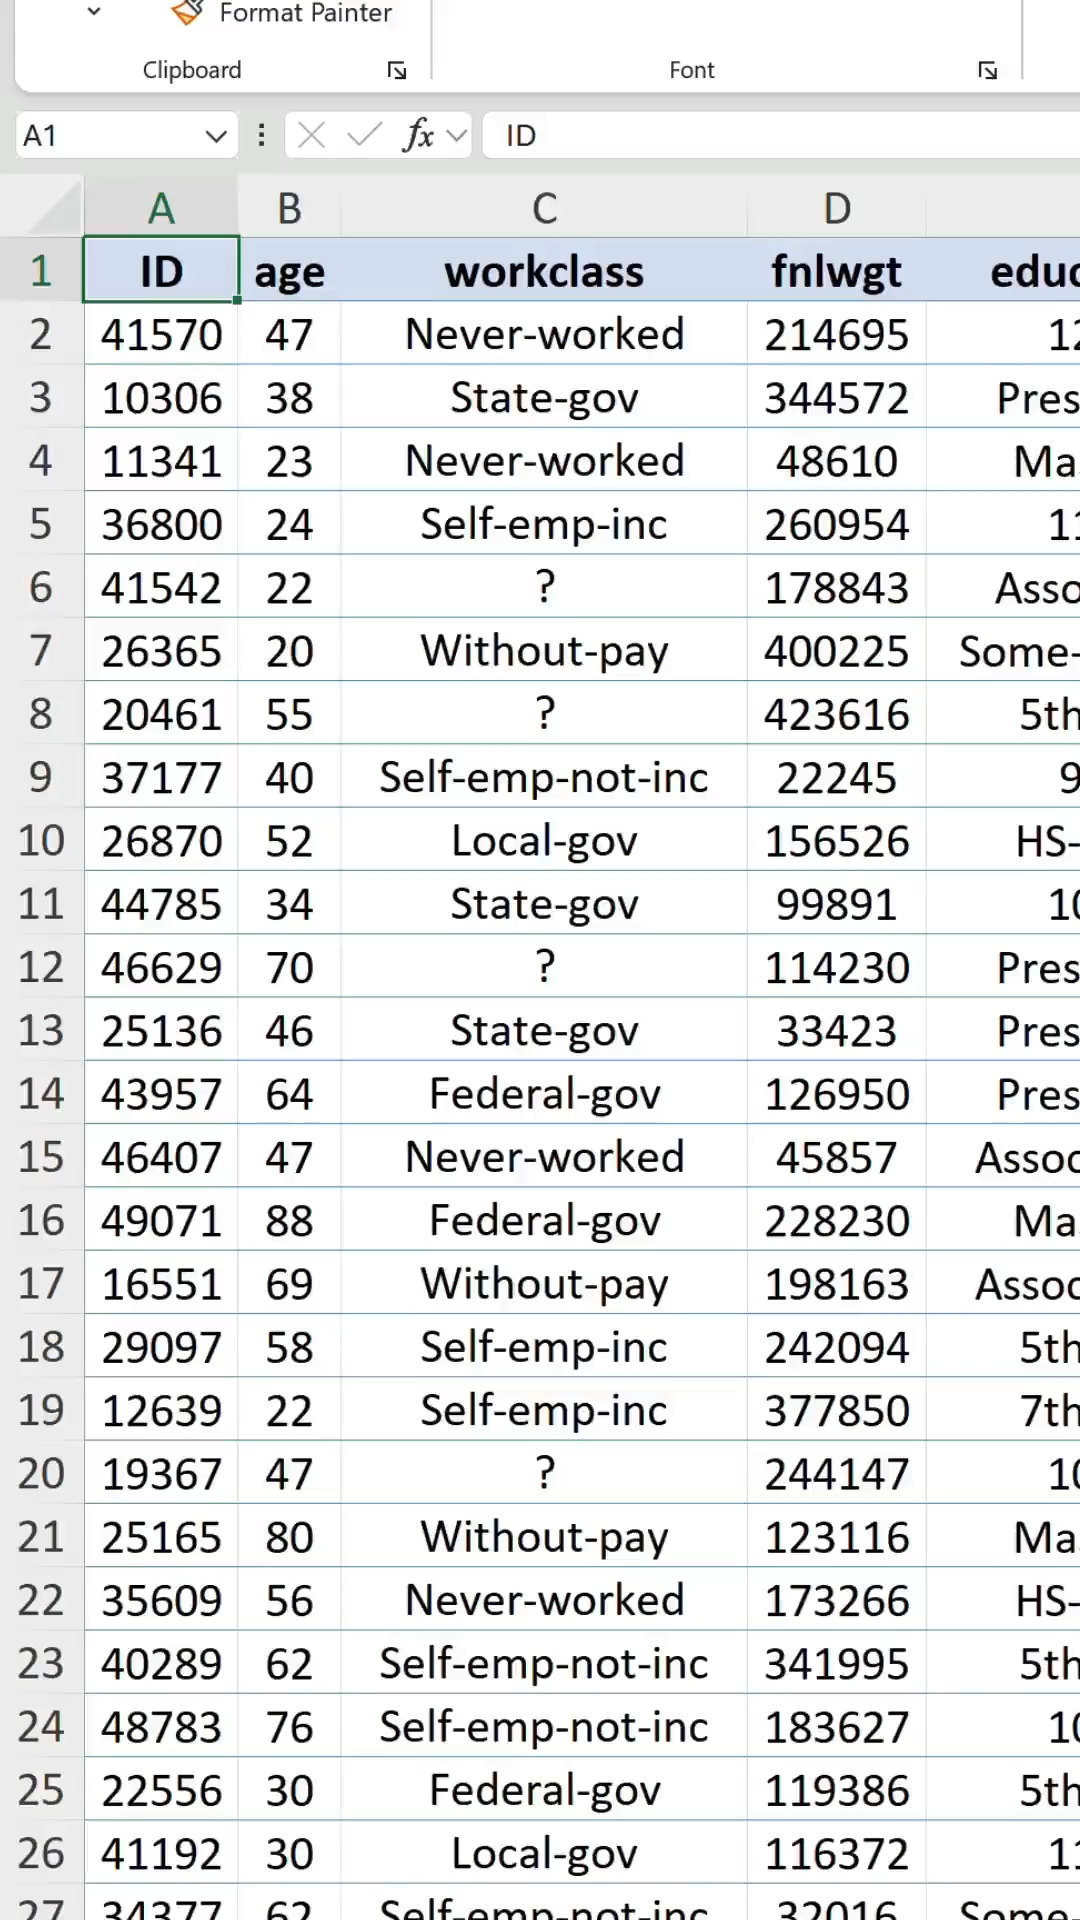 Format Painter
Clipboard Font
A1 fx ID
A B C D
1 ID age workclass fnlwgt educ
2 41570 47 Never-worked 214695 12
3 10306 38 State-gov 344572 Pres
4 11341 23 Never-worked 48610 Ma
5 36800 24 Self-emp-inc 260954 11
6 41542 22 ? 178843 Asso
7 26365 20 Without-pay 400225 Some-
8 20461 55 ? 423616 5th
9 37177 40 Self-emp-not-inc 22245 9
10 26870 52 Local-gov 156526 HS-
11 44785 34 State-gov 99891 10
12 46629 70 ? 114230 Pres
13 25136 46 State-gov 33423 Pres
14 43957 64 Federal-gov 126950 Pres
15 46407 47 Never-worked 45857 Assoc
16 49071 88 Federal-gov 228230 Ma
17 16551 69 Without-pay 198163 Assoc
18 29097 58 Self-emp-inc 242094 5th
19 12639 22 Self-emp-inc 377850 7th
20 19367 47 ? 244147 10
21 25165 80 Without-pay 123116 Ma
22 35609 56 Never-worked 173266 HS-
23 40289 62 Self-emp-not-inc 341995 5th
24 48783 76 Self-emp-not-inc 183627 10
25 22556 30 Federal-gov 119386 5th
26 41192 30 Local-gov 116372 11
27 34377 62 Self-emp-not-inc 32016 Some-